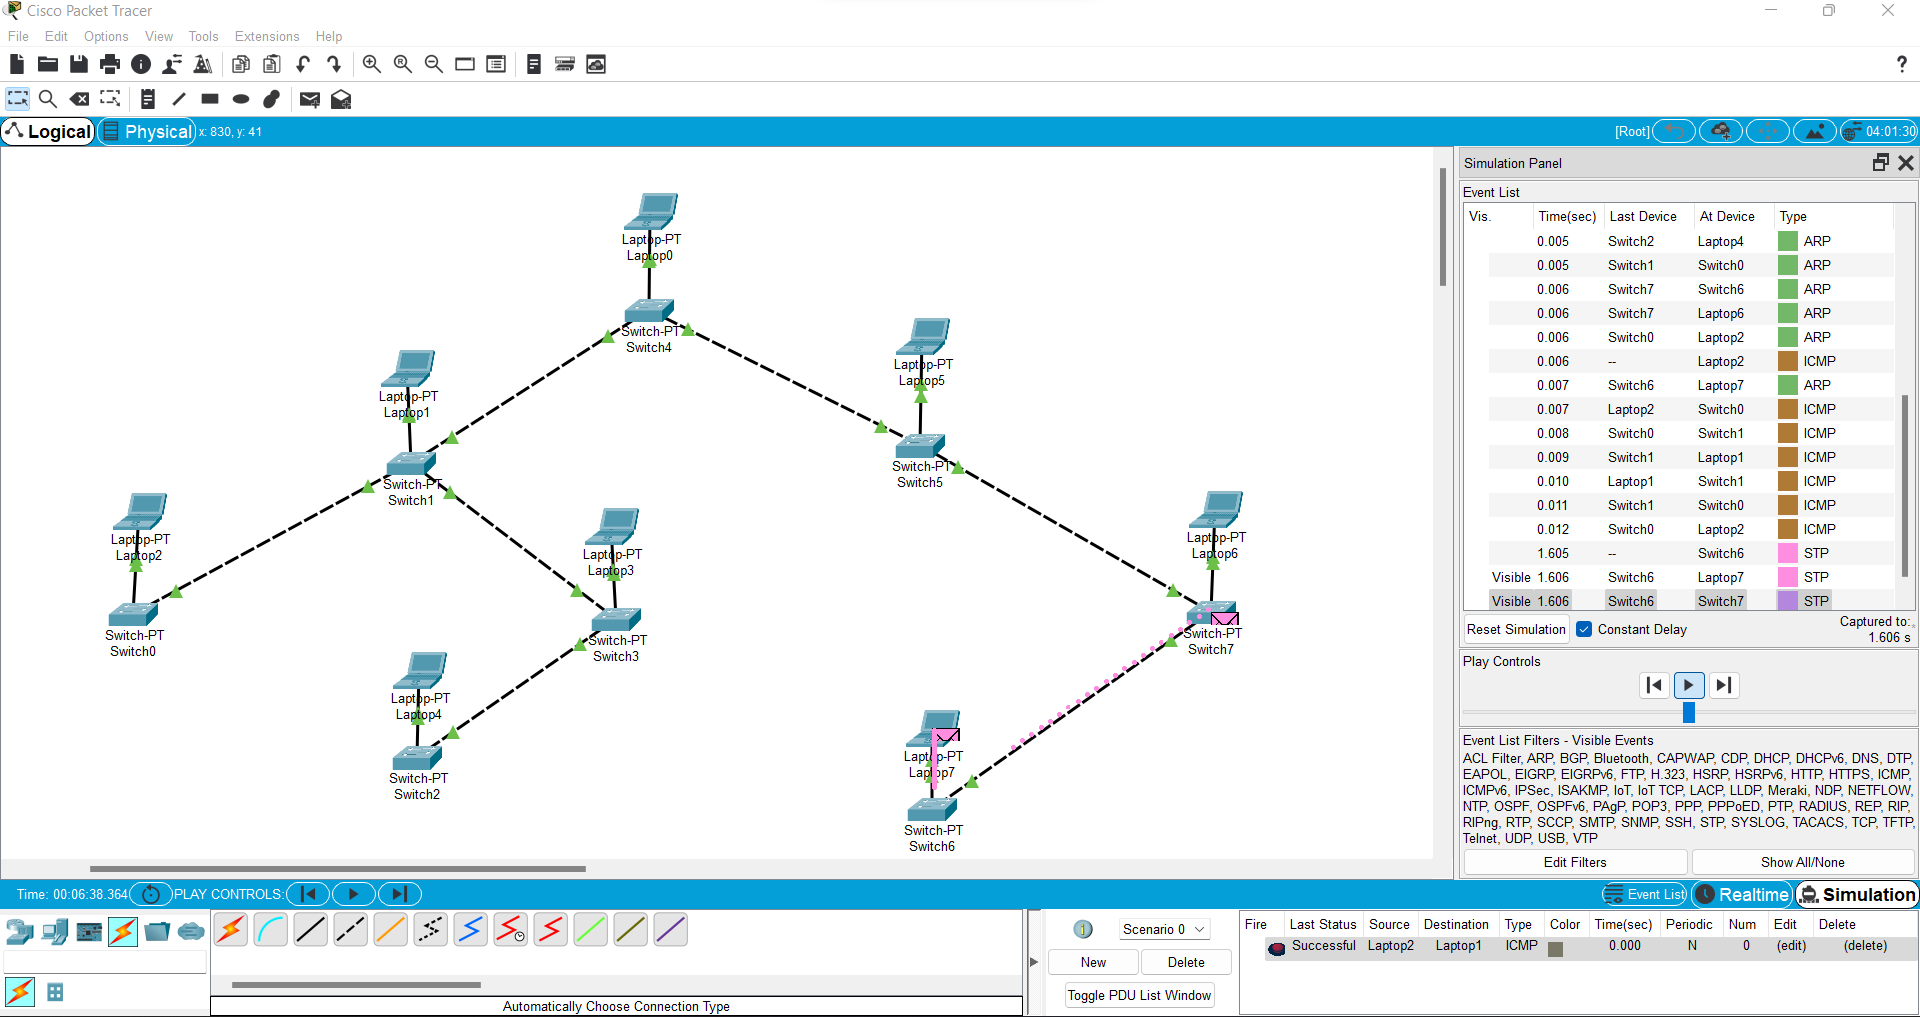 Cisco Packet Tracer
File Edit Options View Tools Extensions Help
?
Logical Physical x: 830, y: 41 [Root] 04:01:30
Laptop-PT
Laptop0
Switch-PT
Switch4
Laptop-PT
Laptop5
Laptop-PT
Laptop1
Switch-PT
Switch5
Switch-PT
Switch1
Laptop-PT
Laptop2
Laptop-PT
Laptop6
Laptop-PT
Laptop3
Switch-PT
Switch0
Switch-PT
Switch3
Switch-PT
Switch7
Laptop-PT
Laptop4
Laptop-PT
Laptop7
Switch-PT
Switch2
Switch-PT
Switch6
Simulation Panel
Event List
Vis. Time(sec) Last Device At Device Type
0.005 Switch2 Laptop4 ARP
0.005 Switch1 Switch0 ARP
0.006 Switch7 Switch6 ARP
0.006 Switch7 Laptop6 ARP
0.006 Switch0 Laptop2 ARP
0.006 -- Laptop2 ICMP
0.007 Switch6 Laptop7 ARP
0.007 Laptop2 Switch0 ICMP
0.008 Switch0 Switch1 ICMP
0.009 Switch1 Laptop1 ICMP
0.010 Laptop1 Switch1 ICMP
0.011 Switch1 Switch0 ICMP
0.012 Switch0 Laptop2 ICMP
1.605 -- Switch6 STP
Visible 1.606 Switch6 Laptop7 STP
Visible 1.606 Switch6 Switch7 STP
Reset Simulation Constant Delay Captured to:
1.606 s
Play Controls
Event List Filters - Visible Events
ACL Filter, ARP, BGP, Bluetooth, CAPWAP, CDP, DHCP, DHCPv6, DNS, DTP,
EAPOL, EIGRP, EIGRPv6, FTP, H.323, HSRP, HSRPv6, HTTP, HTTPS, ICMP,
ICMPv6, IPSec, ISAKMP, IoT, IoT TCP, LACP, LLDP, Meraki, NDP, NETFLOW,
NTP, OSPF, OSPFv6, PAgP, POP3, PPP, PPPoED, PTP, RADIUS, REP, RIP,
RIPng, RTP, SCCP, SMTP, SNMP, SSH, STP, SYSLOG, TACACS, TCP, TFTP,
Telnet, UDP, USB, VTP
Edit Filters Show All/None
Time: 00:06:38.364 PLAY CONTROLS: Event List Realtime Simulation
Automatically Choose Connection Type
Scenario 0
New Delete
Toggle PDU List Window
Fire Last Status Source Destination Type Color Time(sec) Periodic Num Edit Delete
Successful Laptop2 Laptop1 ICMP 0.000 N 0 (edit) (delete)